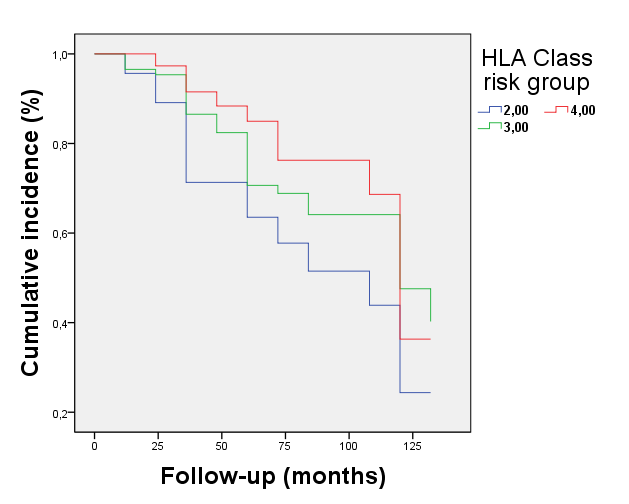 HLA Class
risk group
2,00 4,00
3,00
Cumulative incidence (%)
1,0
0,8
0,6
0,4
0,2
0 25 50 75 100 125
Follow-up (months)